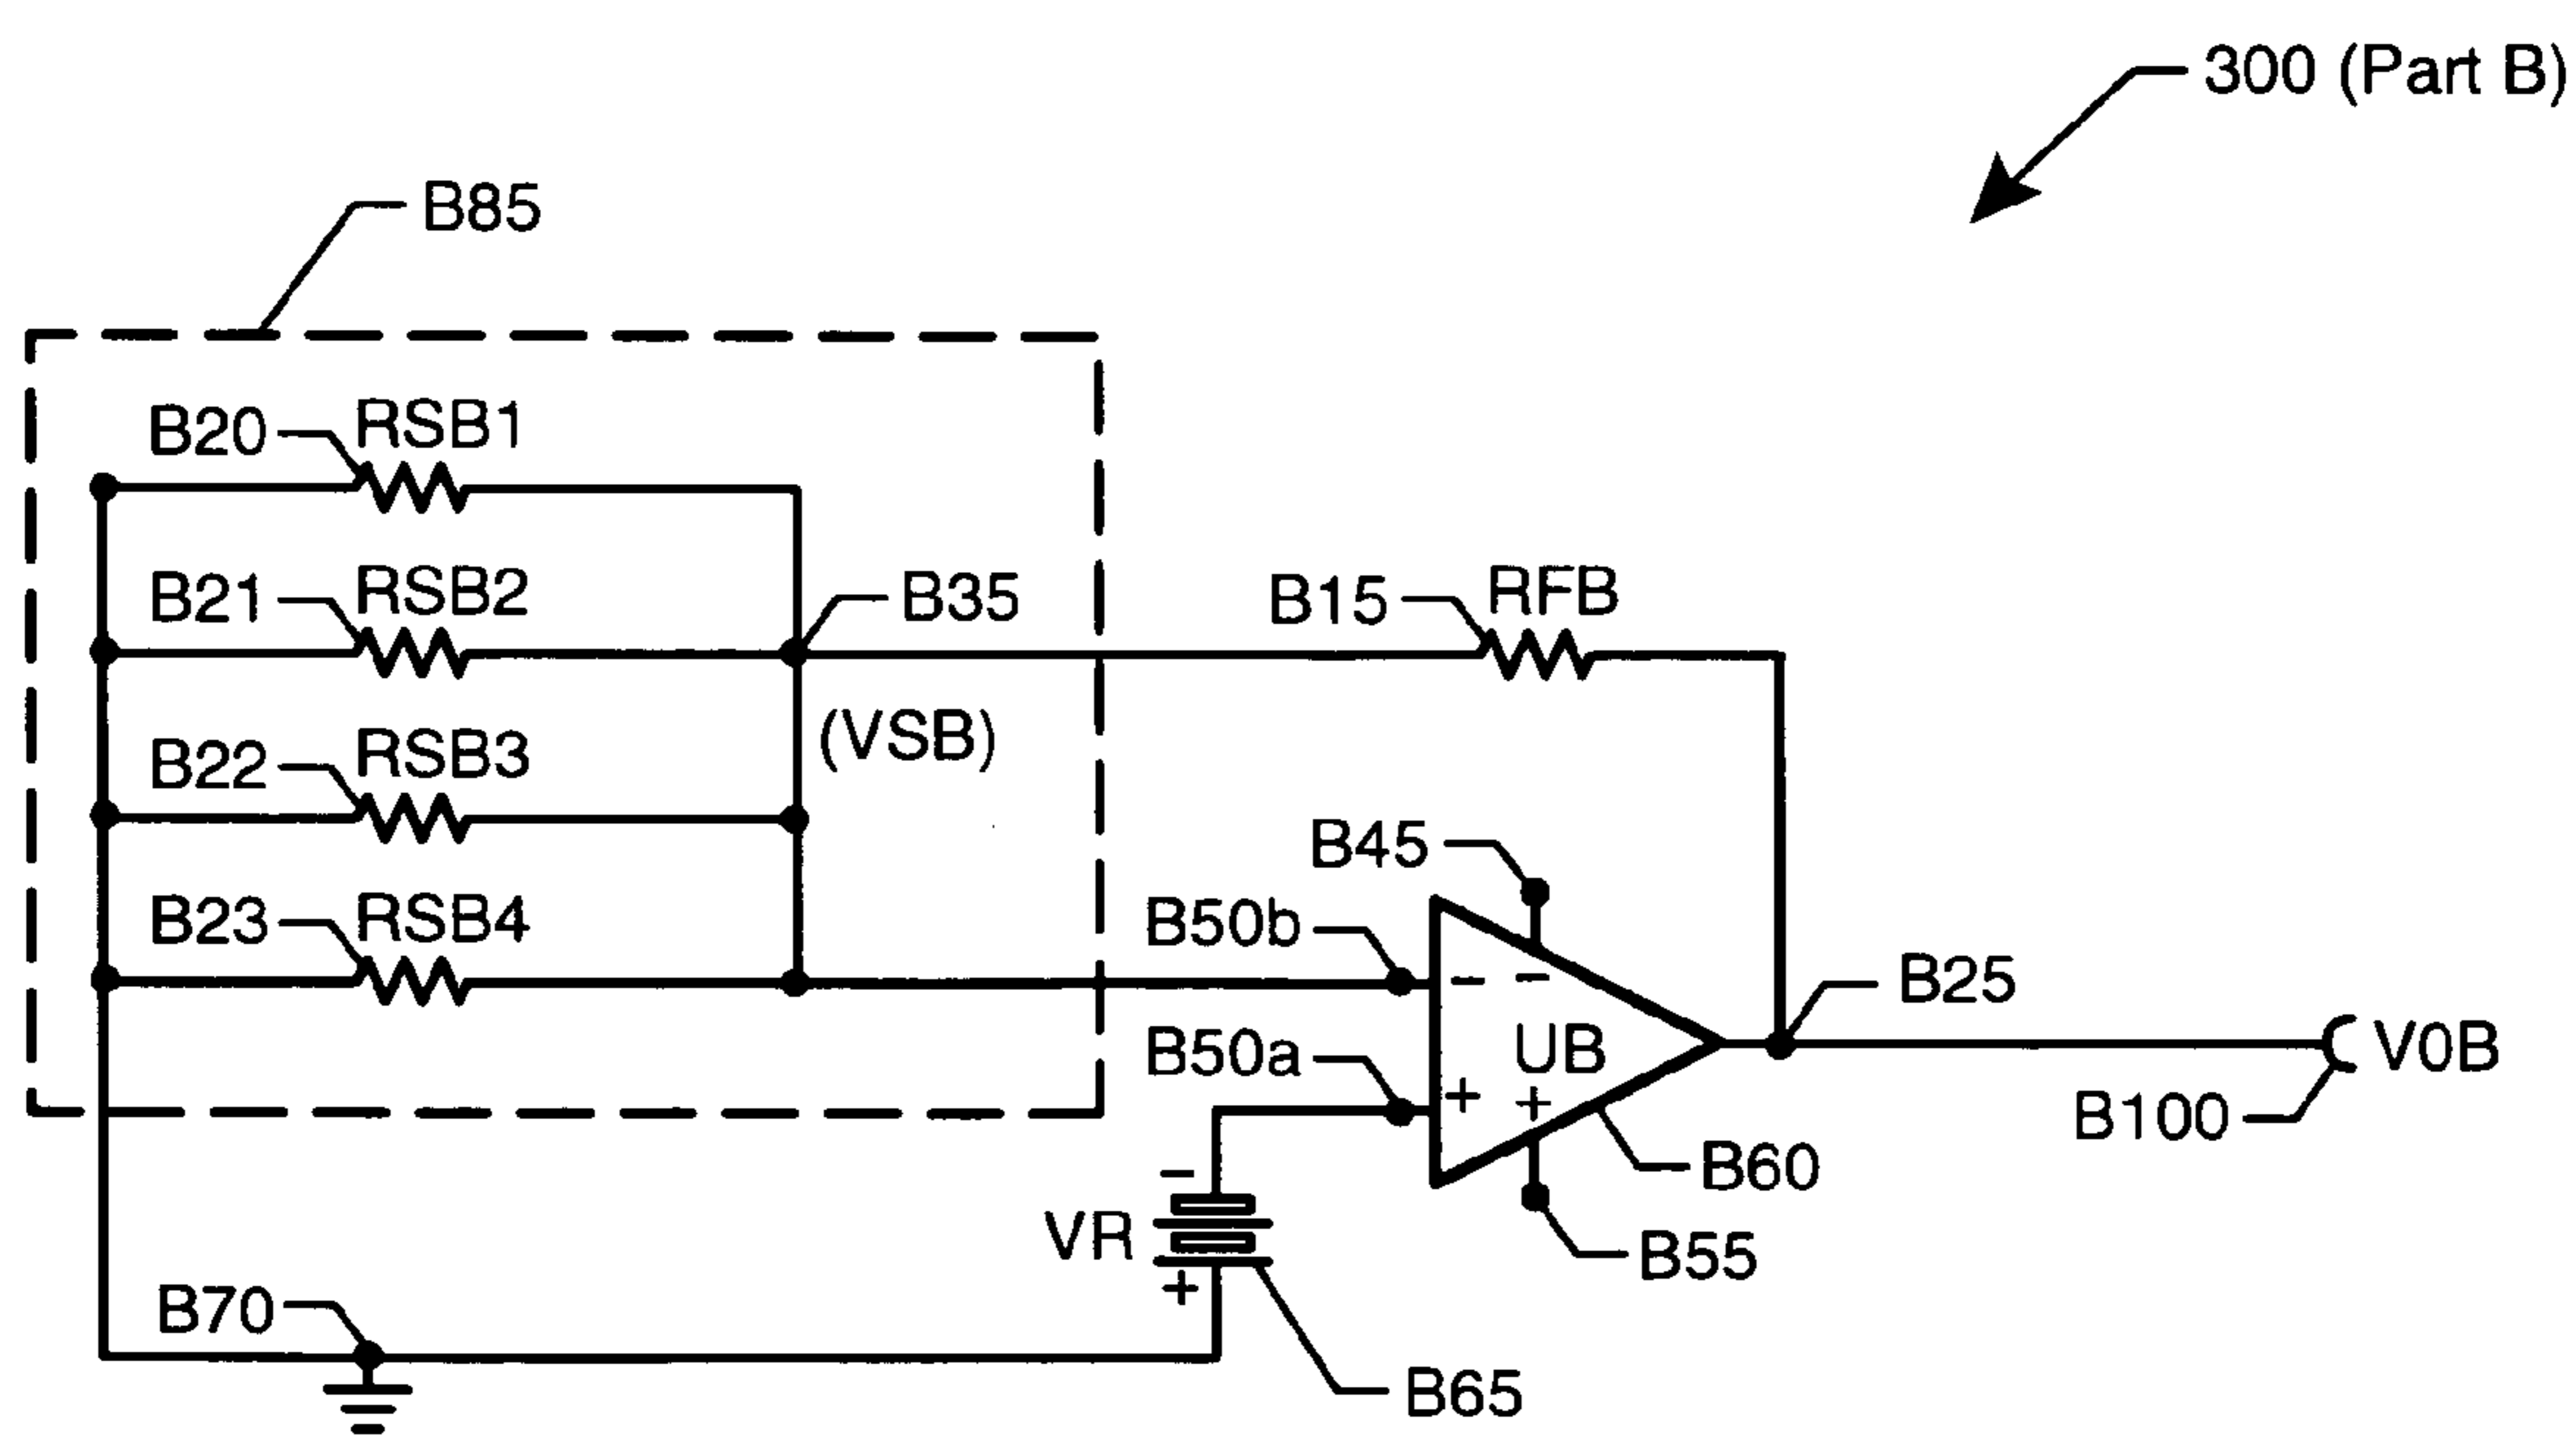 300 (Part B)
B85
B20 RSB1
B21 RSB2
B35
B15 RFB
(VSB)
B22 RSB3
B45
B23 RSB4
B50b
B25
- -
B50a
UB
V0B
+ +
B100
B60
-
VR
B55
+
B70
B65